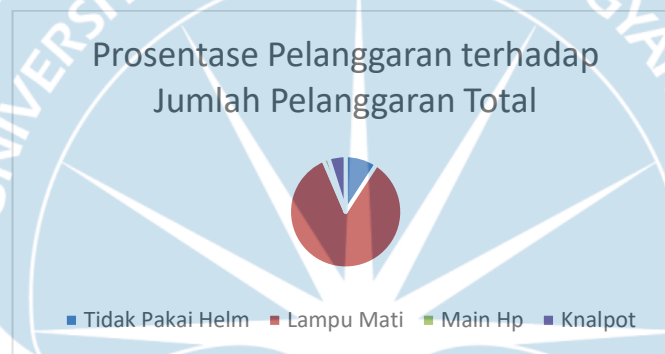 Prosentase Pelanggaran terhadap
Jumlah Pelanggaran Total
Tidak Pakai Helm Lampu Mati Main Hp Knalpot